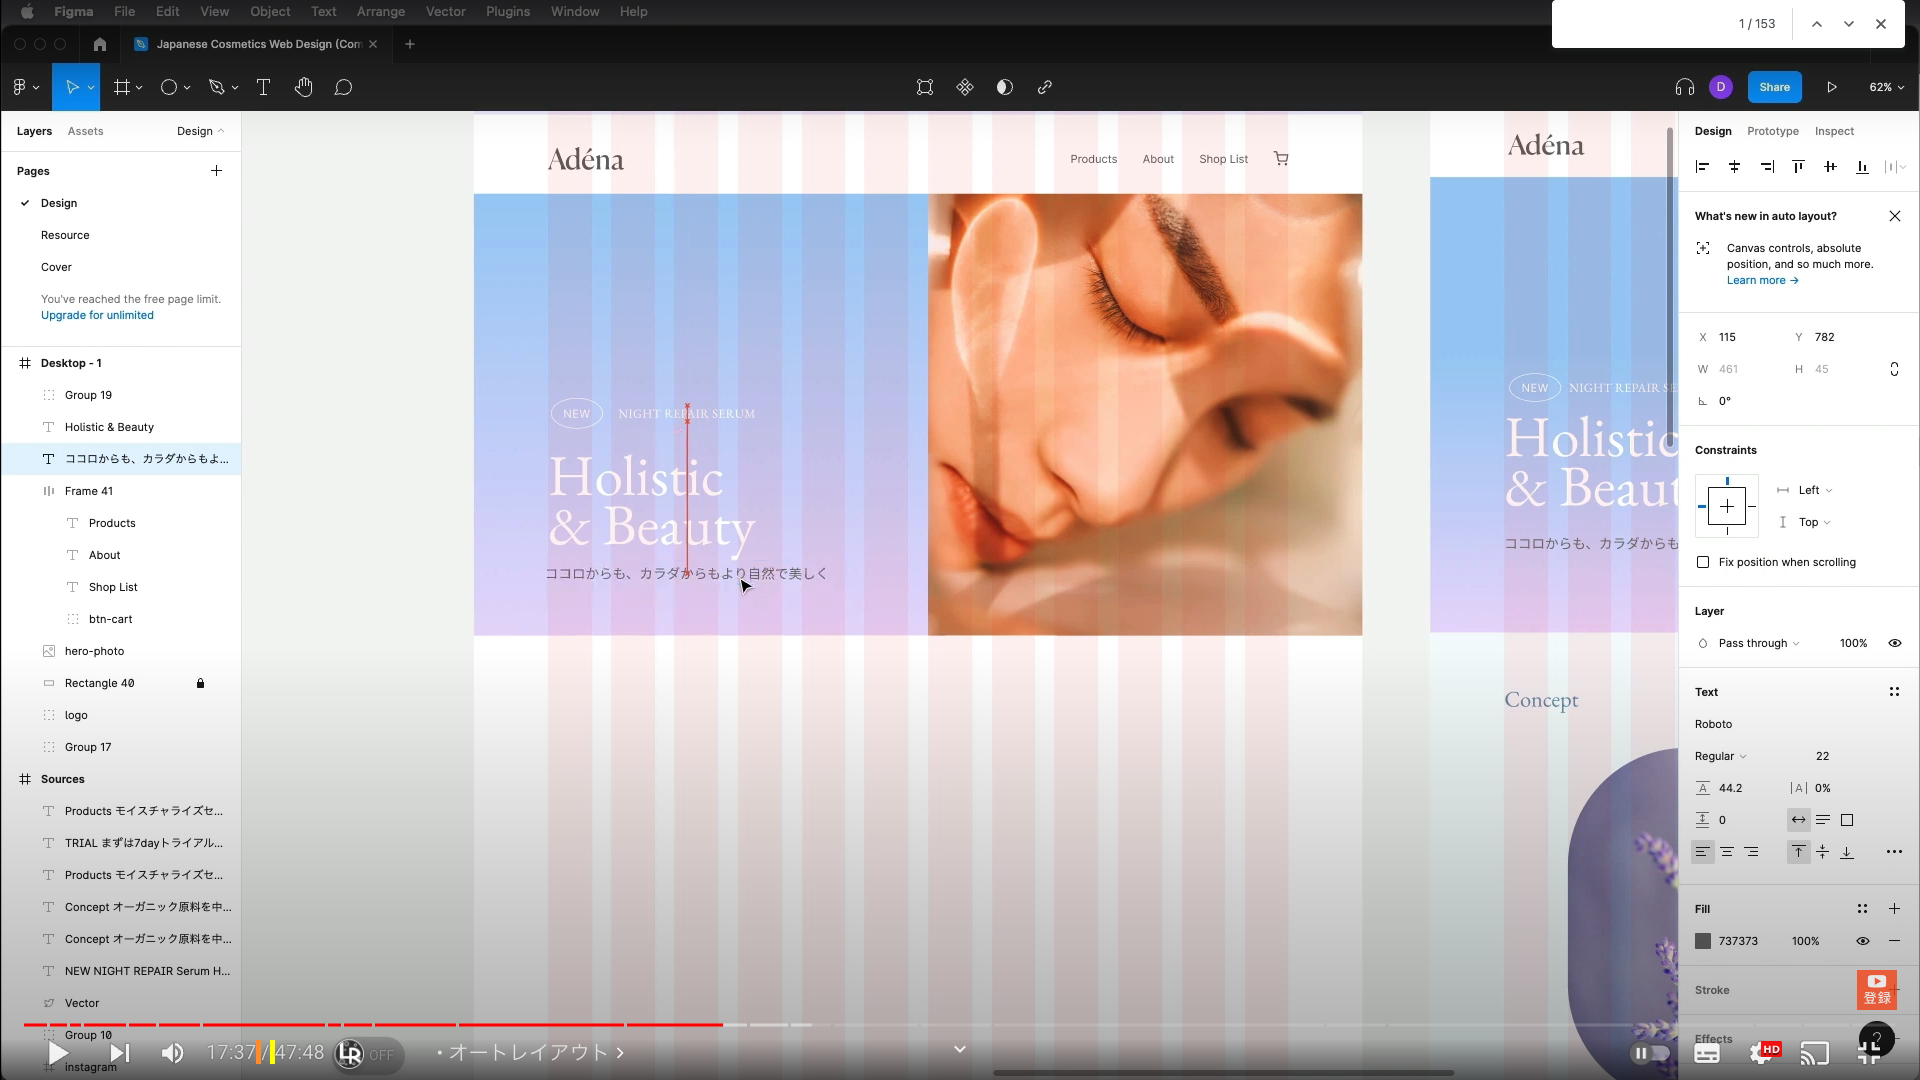 Figma File Edit View Object Text Arrange Vector Plugins Window Help
1 / 153
Japanese Cosmetics Web Design (Com
Share
D
62%
Layers Assets Design
Pages
Design
Resource
Cover
You've reached the free page limit.
Upgrade for unlimited
Desktop - 1
Group 19
Holistic & Beauty
ココロからも、カラダからもよ...
Frame 41
Products
About
Shop List
btn-cart
hero-photo
Rectangle 40
logo
Group 17
Sources
Products モイスチャライズセ...
TRIAL まずは7dayトライアル...
Products モイスチャライズセ...
Concept オーガニック原料を中...
Concept オーガニック原料を中...
NEW NIGHT REPAIR Serum H...
Vector
Group 10
instagram
Adéna
Products About Shop List
NEW NIGHT REPAIR SERUM
Holistic
& Beauty
ココロからも、カラダからもより自然で美しく
Adéna
NEW NIGHT REPAIR SE
Holistic
& Beaut
ココロからも、カラダからも
Concept
Design Prototype Inspect
What's new in auto layout?
Canvas controls, absolute
position, and so much more.
Learn more →
X 115 Y 782
W 461 H 45
0°
Constraints
Left
Top
Fix position when scrolling
Layer
Pass through 100%
Text
Roboto
Regular 22
44.2 |A| 0%
0
Fill
737373 100%
Stroke
登録
Effects
?
17:37 / 47:48
LR OFF
・オートレイアウト
HD